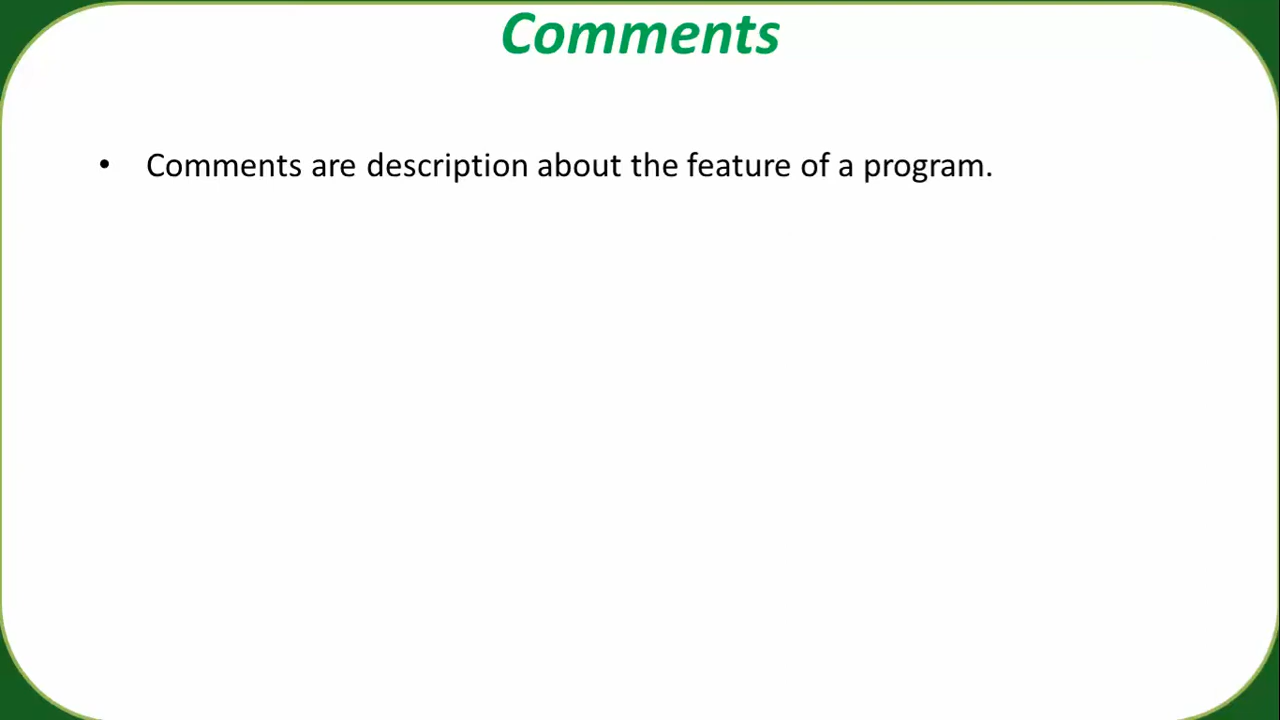 Comments
• Comments are description about the feature of a program.